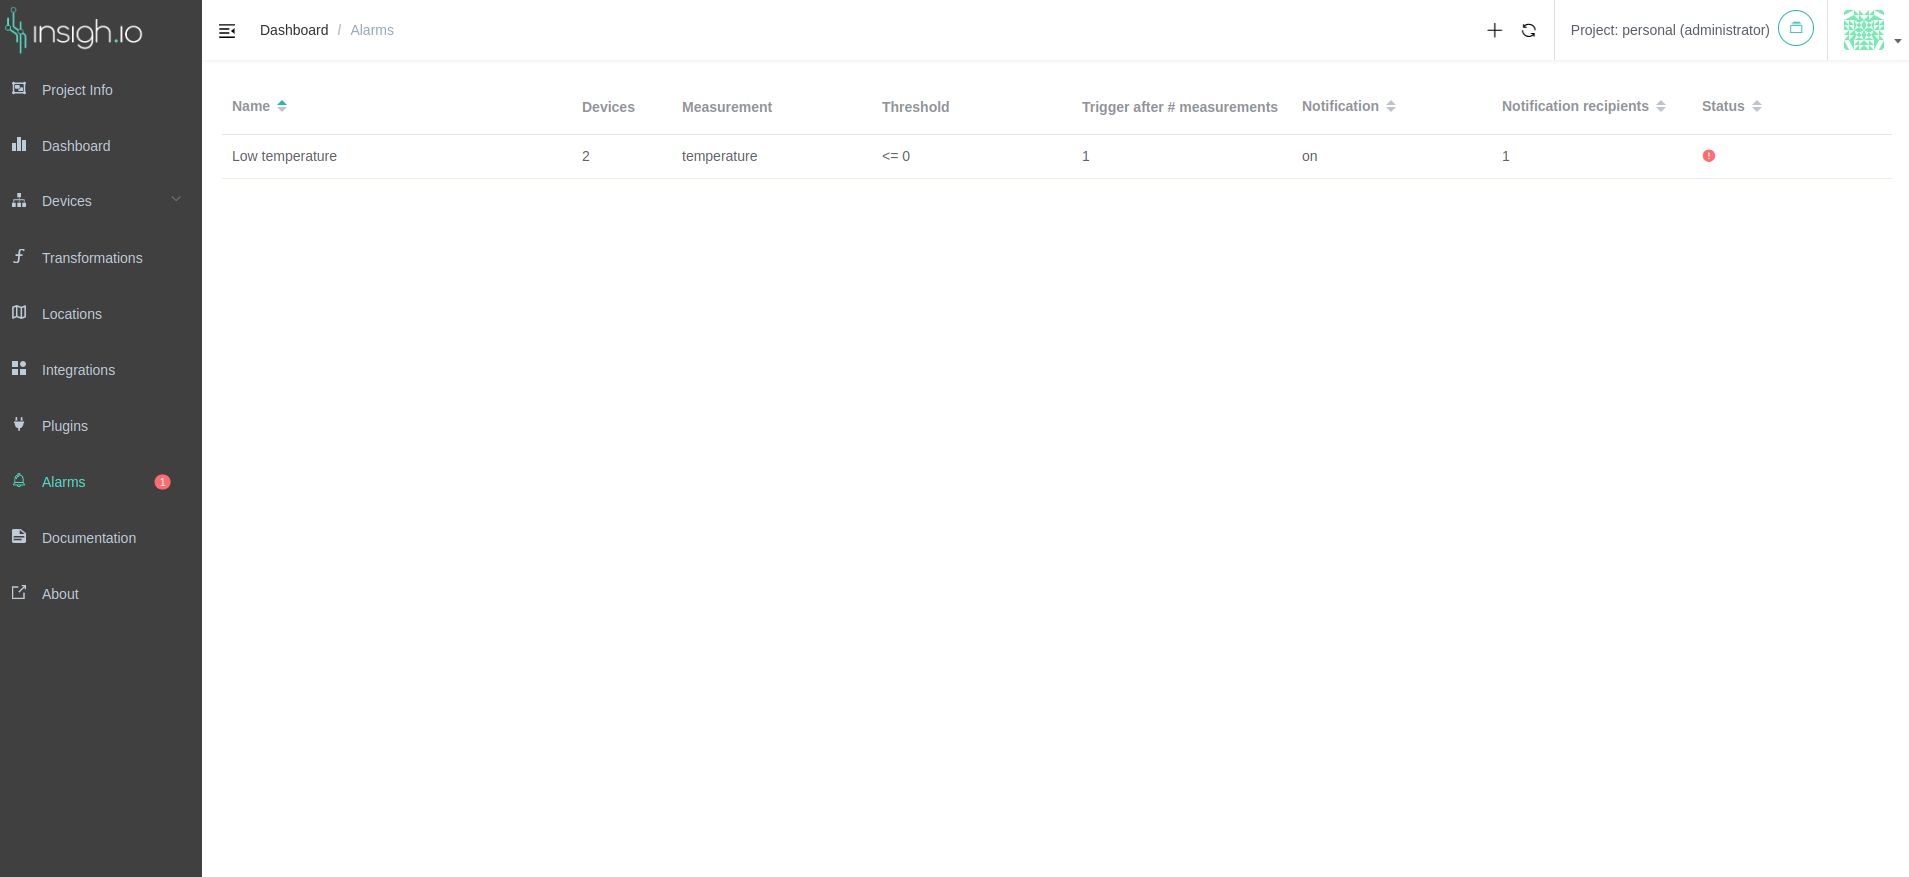 insigh.io
Dashboard / Alarms
Project: personal (administrator)
Project Info
Dashboard
Devices
Transformations
Locations
Integrations
Plugins
Alarms 1
Documentation
About
Name Devices Measurement Threshold Trigger after # measurements Notification Notification recipients Status
Low temperature 2 temperature <= 0 1 on 1